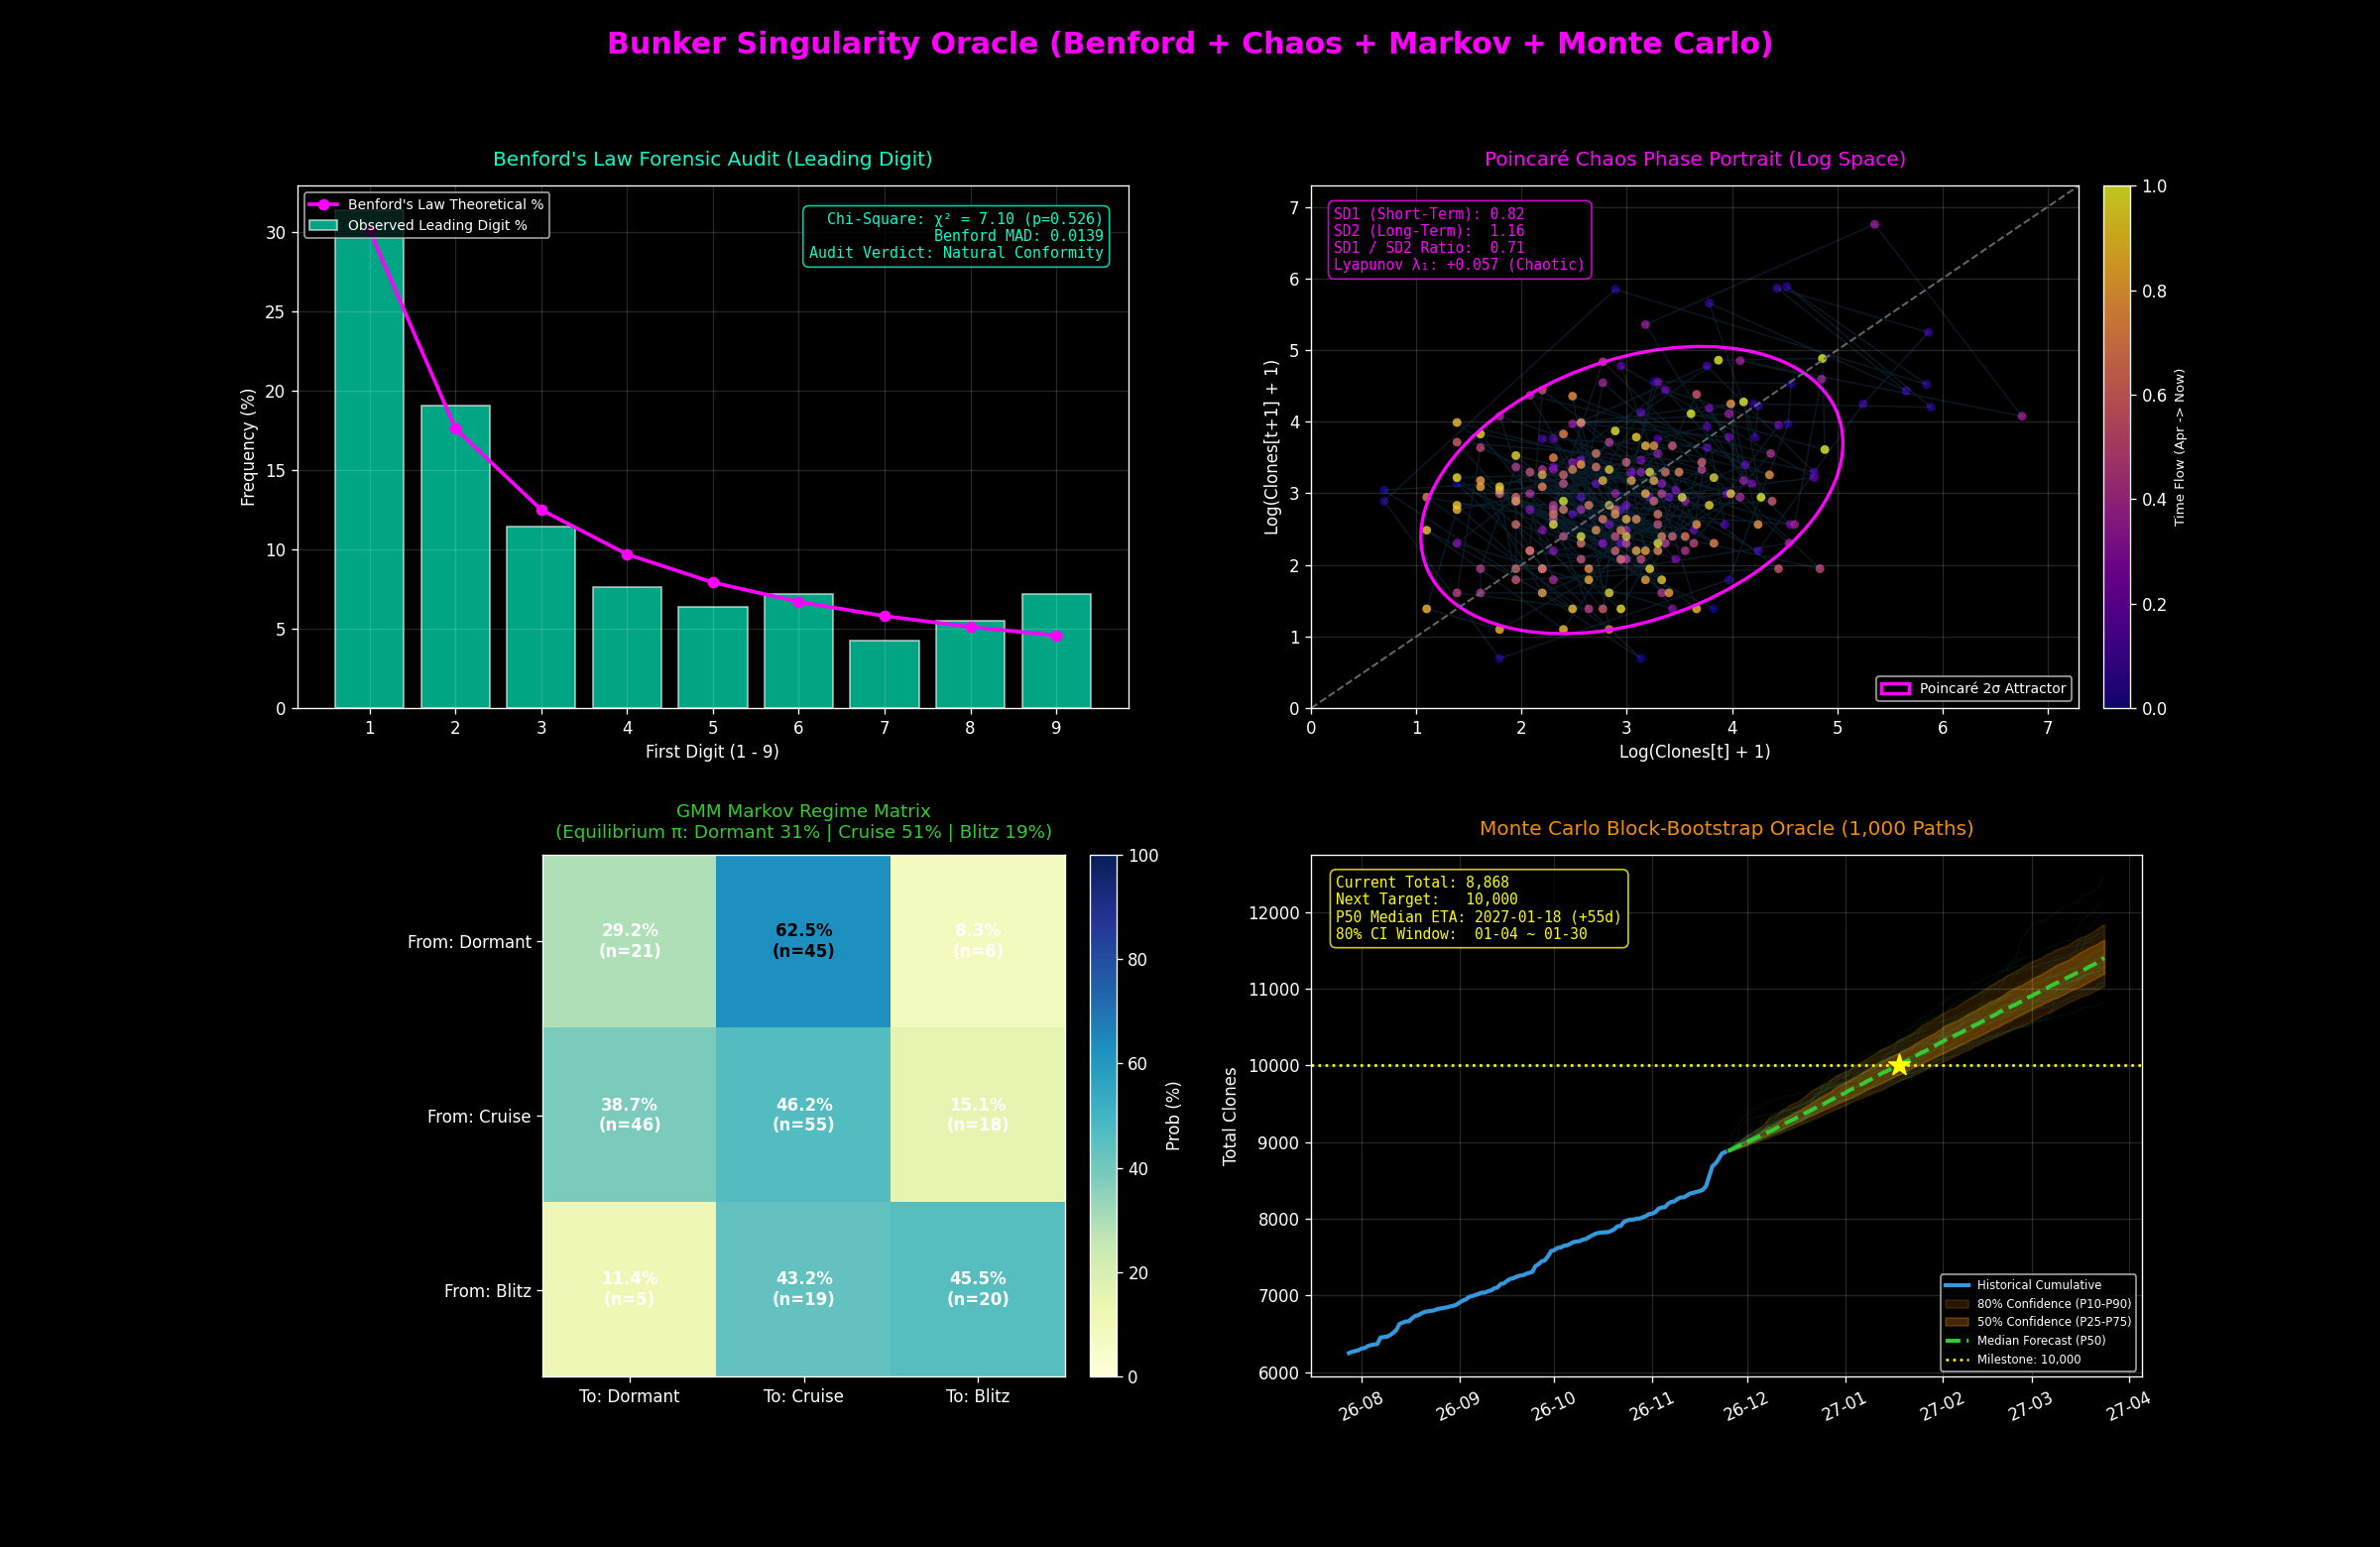 Bunker Singularity Oracle (Benford + Chaos + Markov + Monte Carlo)
Benford's Law Forensic Audit (Leading Digit)
Benford's Law Theoretical %
Observed Leading Digit %
Chi-Square: χ² = 7.10 (p=0.526)
Benford MAD: 0.0139
Audit Verdict: Natural Conformity
Frequency (%)
30
25
20
15
10
5
0
1 2 3 4 5 6 7 8 9
First Digit (1 - 9)
Poincaré Chaos Phase Portrait (Log Space)
SD1 (Short-Term): 0.82
SD2 (Long-Term): 1.16
SD1 / SD2 Ratio: 0.71
Lyapunov λ₁: +0.057 (Chaotic)
Log(Clones[t+1] + 1)
7
6
5
4
3
2
1
0
0 1 2 3 4 5 6 7
Log(Clones[t] + 1)
Poincaré 2σ Attractor
1.0
0.8
0.6
0.4
0.2
0.0
Time Flow (Apr -> Now)
GMM Markov Regime Matrix
(Equilibrium π: Dormant 31% | Cruise 51% | Blitz 19%)
From: Dormant
29.2%
(n=21)
62.5%
(n=45)
8.3%
(n=6)
From: Cruise
38.7%
(n=46)
46.2%
(n=55)
15.1%
(n=18)
From: Blitz
11.4%
(n=5)
43.2%
(n=19)
45.5%
(n=20)
To: Dormant
To: Cruise
To: Blitz
100
80
60
40
20
0
Prob (%)
Monte Carlo Block-Bootstrap Oracle (1,000 Paths)
Current Total: 8,868
Next Target: 10,000
P50 Median ETA: 2027-01-18 (+55d)
80% CI Window: 01-04 ~ 01-30
Total Clones
12000
11000
10000
9000
8000
7000
6000
26-08 26-09 26-10 26-11 26-12 27-01 27-02 27-03 27-04
Historical Cumulative
80% Confidence (P10-P90)
50% Confidence (P25-P75)
Median Forecast (P50)
Milestone: 10,000